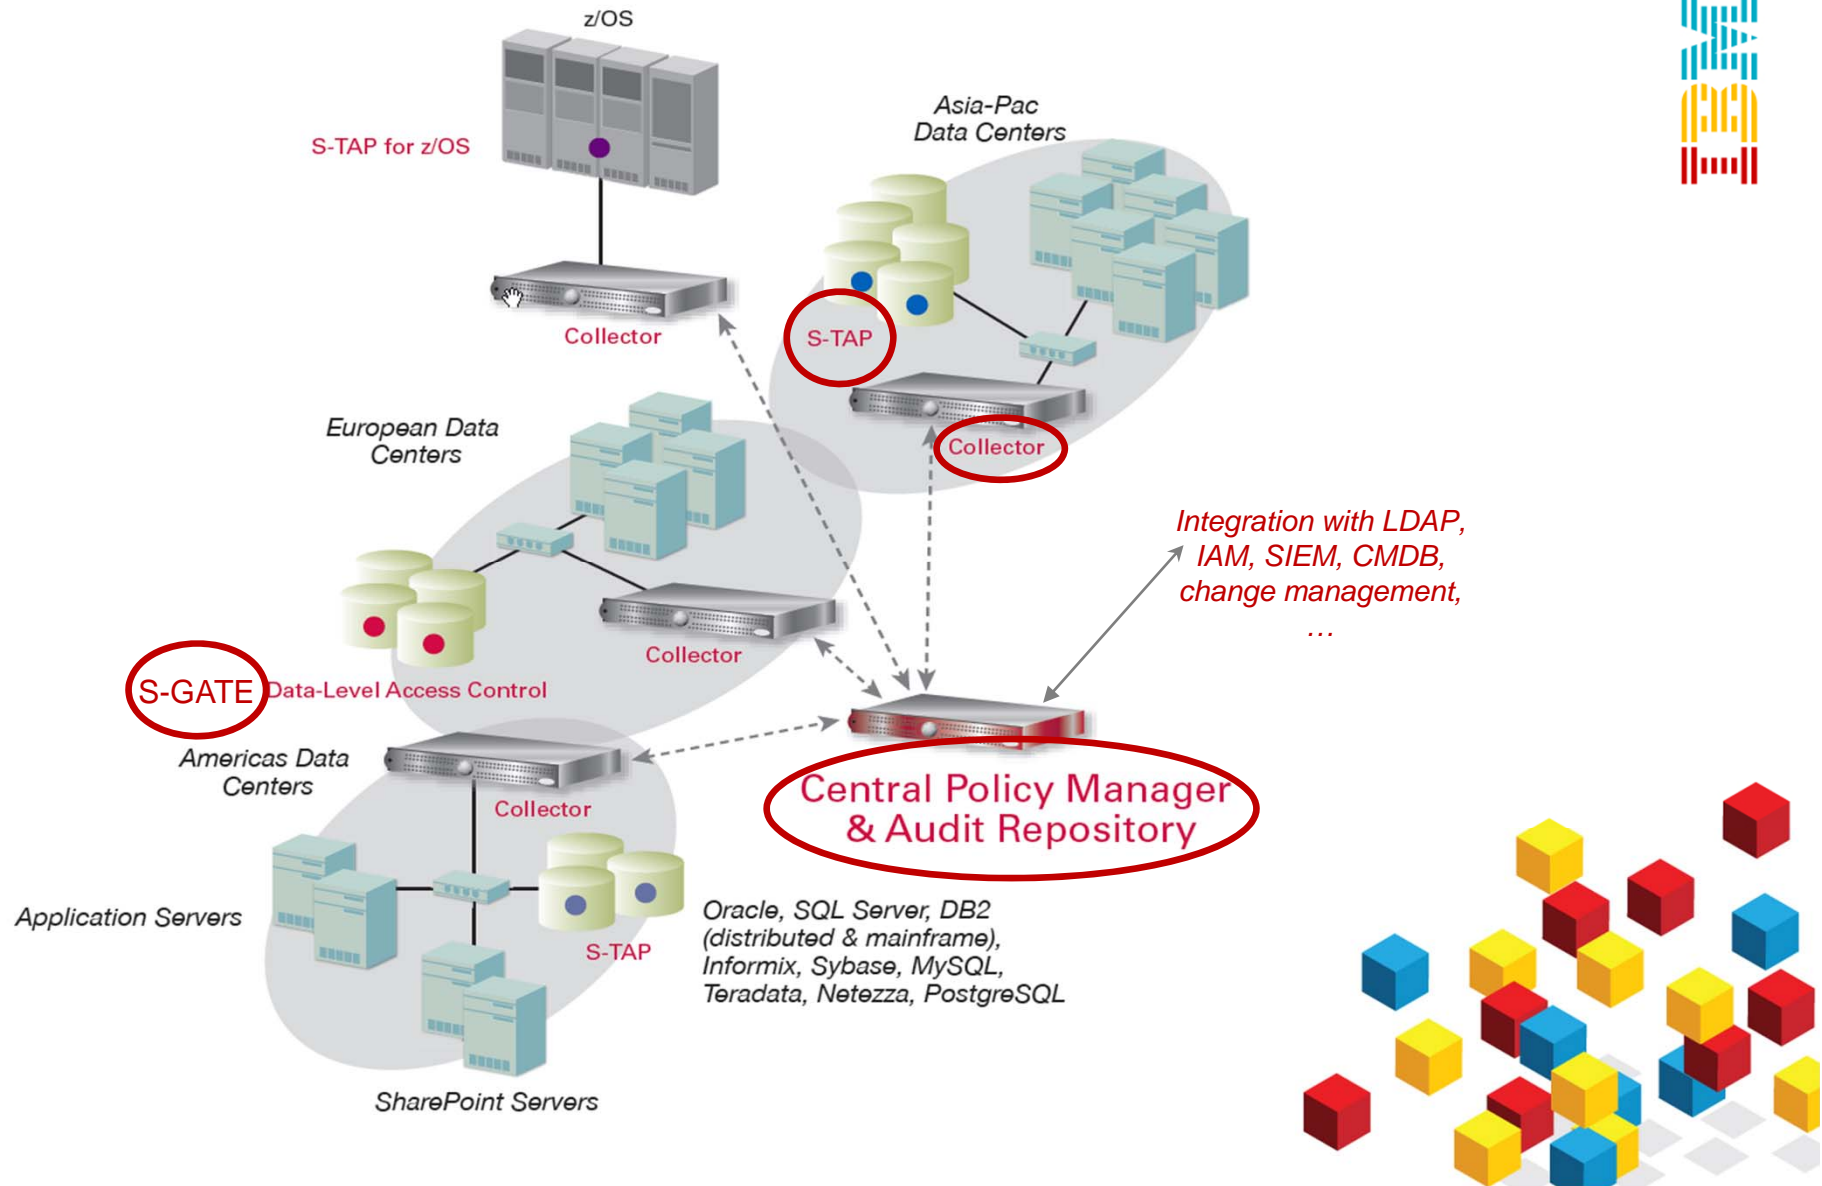 z/OS
S-TAP for z/OS
Collector
Asia-Pac
Data Centers
S-TAP
Collector
European Data
Centers
Collector
S-GATE Data-Level Access Control
Integration with LDAP,
IAM, SIEM, CMDB,
change management,
…
Central Policy Manager
& Audit Repository
Americas Data
Centers
Collector
Application Servers
S-TAP
Oracle, SQL Server, DB2
(distributed & mainframe),
Informix, Sybase, MySQL,
Teradata, Netezza, PostgreSQL
SharePoint Servers
IBM